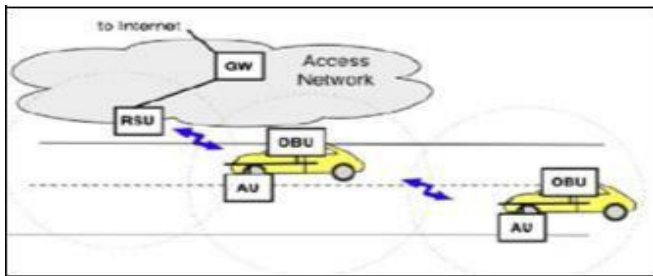 to Internet
GW
Access
Network
RSU
OBU
AU
OBU
AU